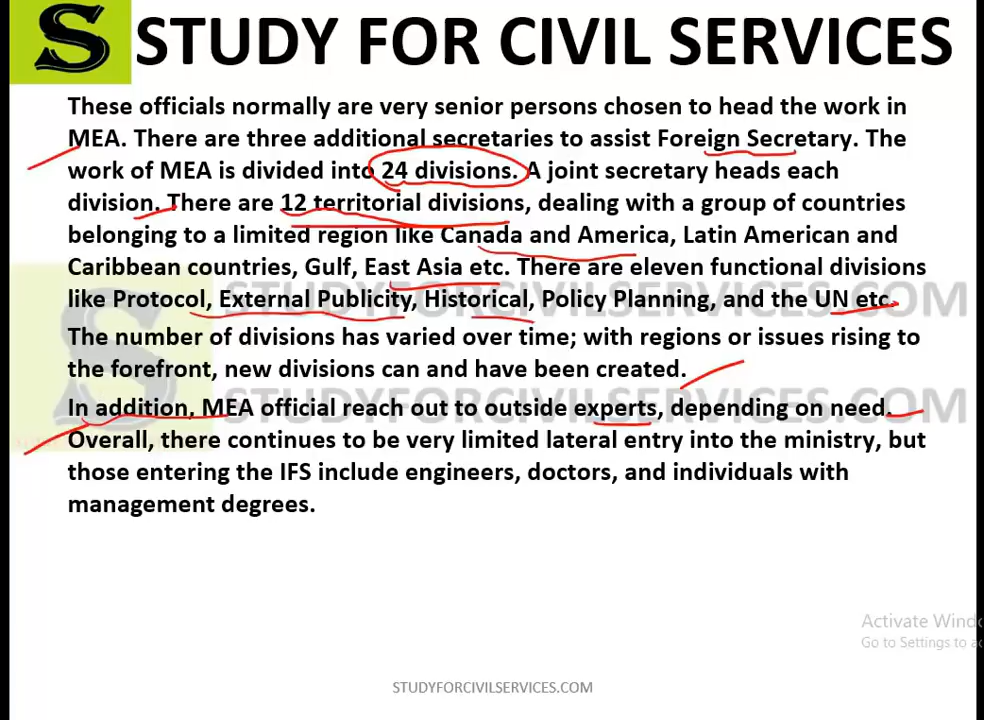 S STUDY FOR CIVIL SERVICES
These officials normally are very senior persons chosen to head the work in
MEA. There are three additional secretaries to assist Foreign Secretary. The
work of MEA is divided into 24 divisions. A joint secretary heads each
division. There are 12 territorial divisions, dealing with a group of countries
belonging to a limited region like Canada and America, Latin American and
Caribbean countries, Gulf, East Asia etc. There are eleven functional divisions
like Protocol, External Publicity, Historical, Policy Planning, and the UN etc.
STUDYFORCIVILSERVICES.COM
The number of divisions has varied over time; with regions or issues rising to
the forefront, new divisions can and have been created.
S STUDYFORCIVILSERVICES.COM
In addition, MEA official reach out to outside experts, depending on need.
Overall, there continues to be very limited lateral entry into the ministry, but
those entering the IFS include engineers, doctors, and individuals with
management degrees.
Activate Wind
Go to Settings to a
STUDYFORCIVILSERVICES.COM